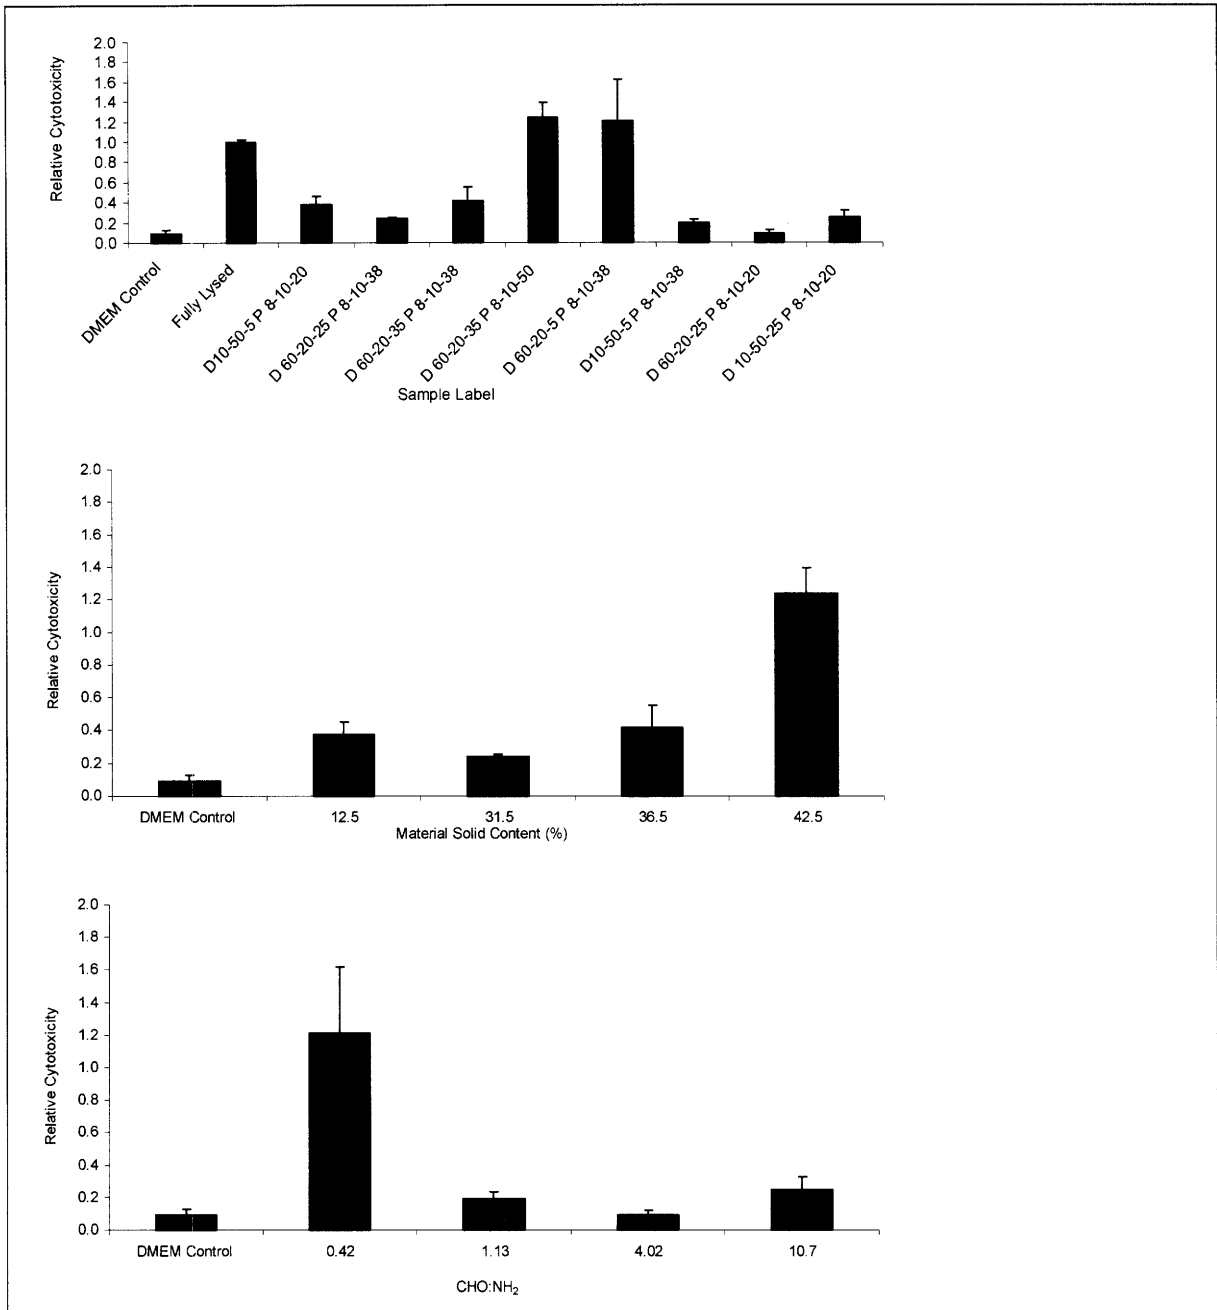 2.0
1.8
1.6
1.4
1.2
1.0
0.8
0.6
0.4
0.2
0.0
Relative Cytotoxicity
DMEM Control
Fully Lysed
D10-50-5 P 8-10-20
D 60-20-25 P 8-10-38
D 60-20-35 P 8-10-38
D 60-20-35 P 8-10-50
D 60-20-5 P 8-10-38
D10-50-5 P 8-10-38
D 60-20-25 P 8-10-20
D 10-50-25 P 8-10-20
Sample Label
2.0
1.8
1.6
1.4
1.2
1.0
0.8
0.6
0.4
0.2
0.0
Relative Cytotoxicity
DMEM Control 12.5 31.5 36.5 42.5
Material Solid Content (%)
2.0
1.8
1.6
1.4
1.2
1.0
0.8
0.6
0.4
0.2
0.0
Relative Cytotoxicity
DMEM Control 0.42 1.13 4.02 10.7
CHO:NH₂